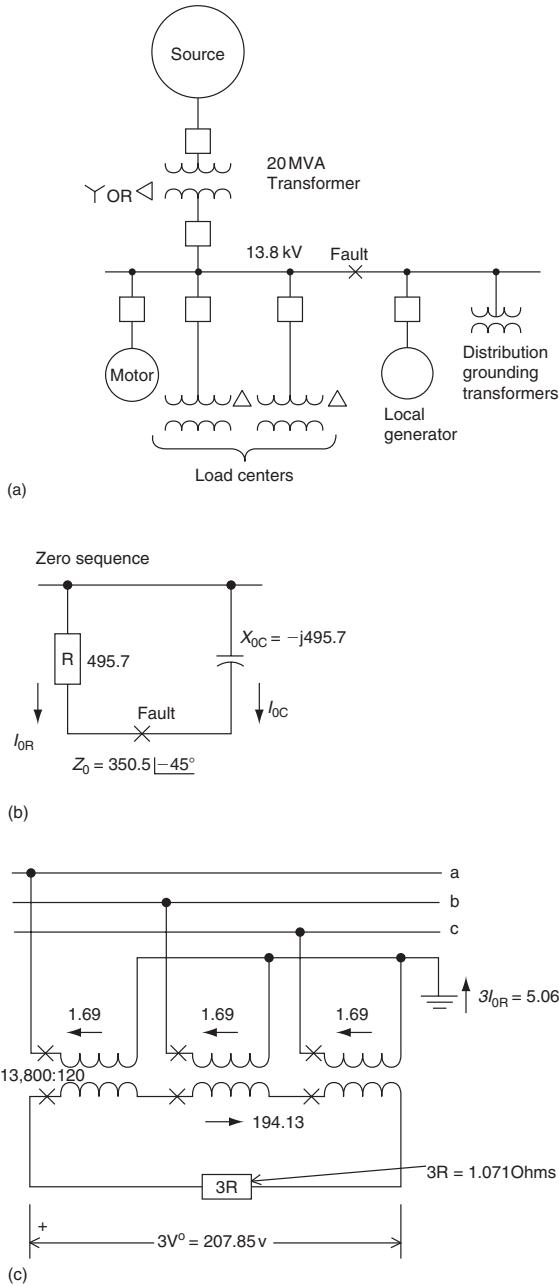 Source
20 MVA
Transformer
OR
13.8 kV
Fault
Motor
Local
generator
Distribution
grounding
transformers
Load centers
(a)
Zero sequence
R
495.7
X0C = −j495.7
I0R
Fault
I0C
Z0 = 350.5 ∠−45°
(b)
a
b
c
1.69
1.69
1.69
3I0R = 5.06
13,800:120
194.13
3R
3R = 1.071Ohms
+
3V° = 207.85 v
(c)